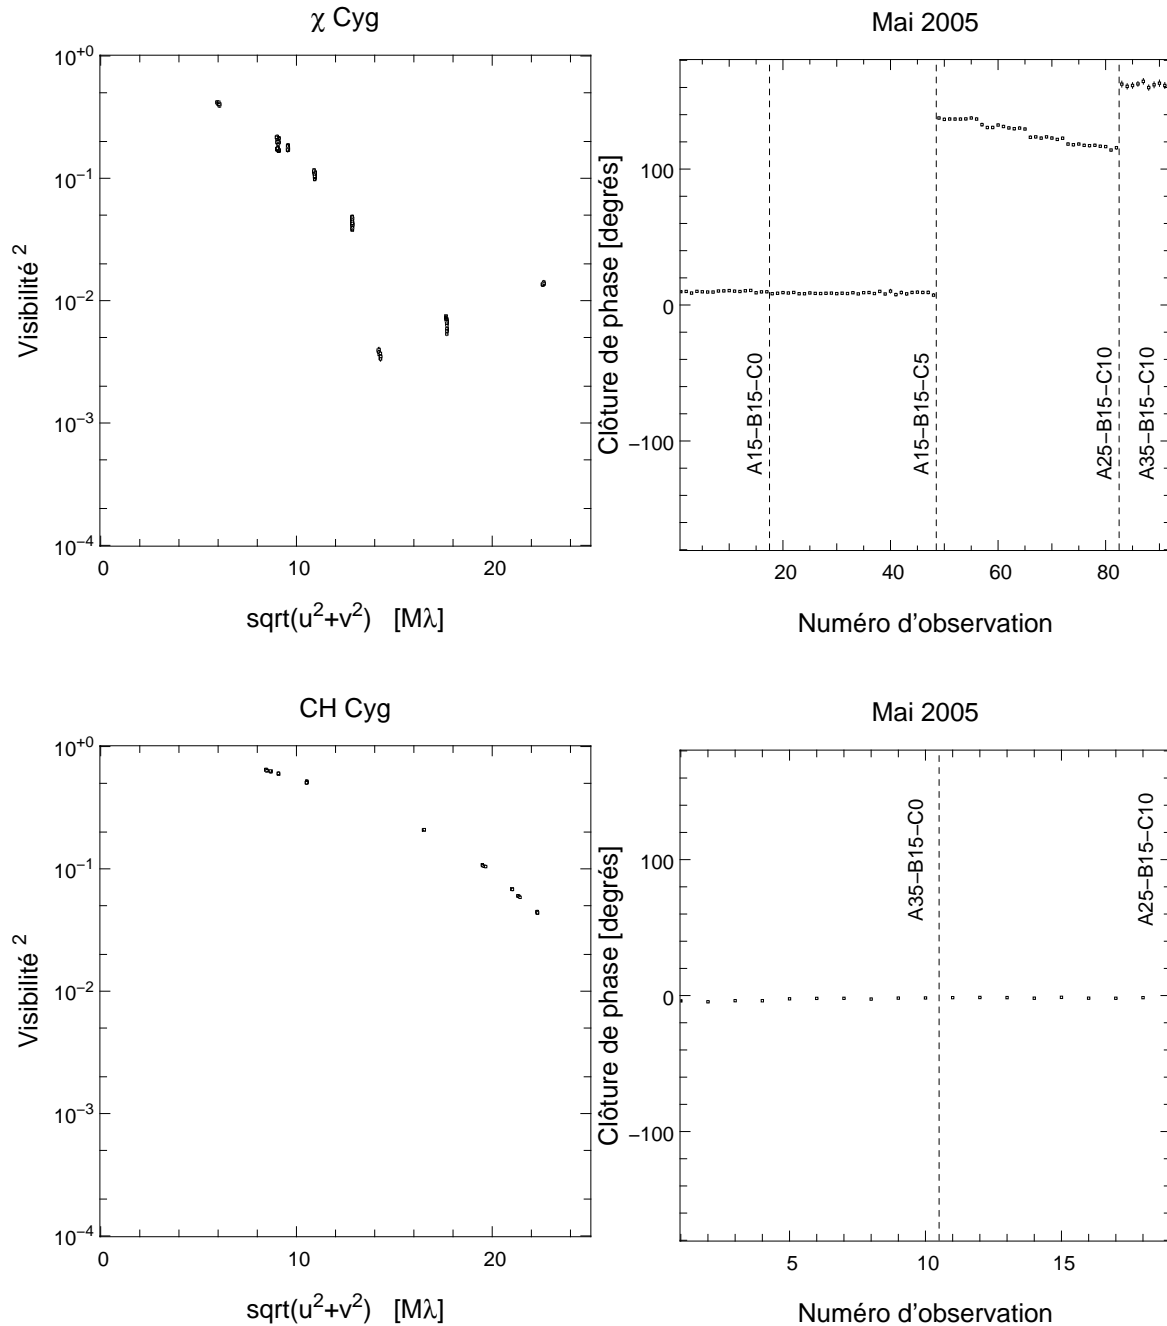 χ Cyg
Mai 2005
10+0
10−1
10−2
10−3
10−4
Visibilité 2
0 10 20
sqrt(u2+v2) [Mλ]
100
0
−100
Clôture de phase [degrés]
A15−B15−C0
A15−B15−C5
A25−B15−C10
A35−B15−C10
20 40 60 80
Numéro d'observation
CH Cyg
Mai 2005
10+0
10−1
10−2
10−3
10−4
Visibilité 2
0 10 20
sqrt(u2+v2) [Mλ]
100
0
−100
Clôture de phase [degrés]
A35−B15−C0
A25−B15−C10
5 10 15
Numéro d'observation